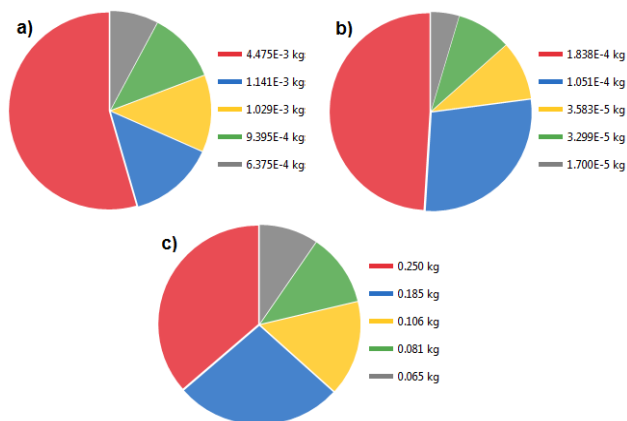 a)
4.475E-3 kg
1.141E-3 kg
1.029E-3 kg
9.395E-4 kg
6.375E-4 kg
b)
1.838E-4 kg
1.051E-4 kg
3.583E-5 kg
3.299E-5 kg
1.700E-5 kg
c)
0.250 kg
0.185 kg
0.106 kg
0.081 kg
0.065 kg